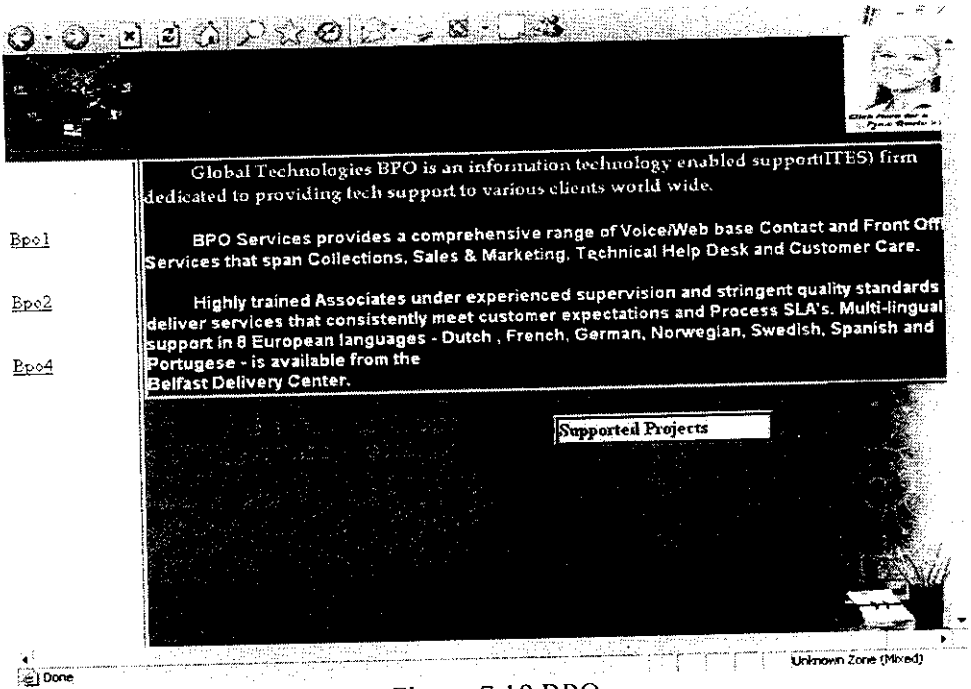 Click Here for a
Bpo1
Bpo2
Bpo4
Global Technologies BPO is an information technology enabled support(ITES) firm
dedicated to providing tech support to various clients world wide.
BPO Services provides a comprehensive range of Voice/Web base Contact and Front Offi
Services that span Collections, Sales & Marketing, Technical Help Desk and Customer Care.
Highly trained Associates under experienced supervision and stringent quality standards
deliver services that consistently meet customer expectations and Process SLA's. Multi-lingual
support in 8 European languages - Dutch , French, German, Norwegian, Swedish, Spanish and
Portugese - is available from the
Belfast Delivery Center.
Supported Projects
Done
Unknown Zone (Mixed)